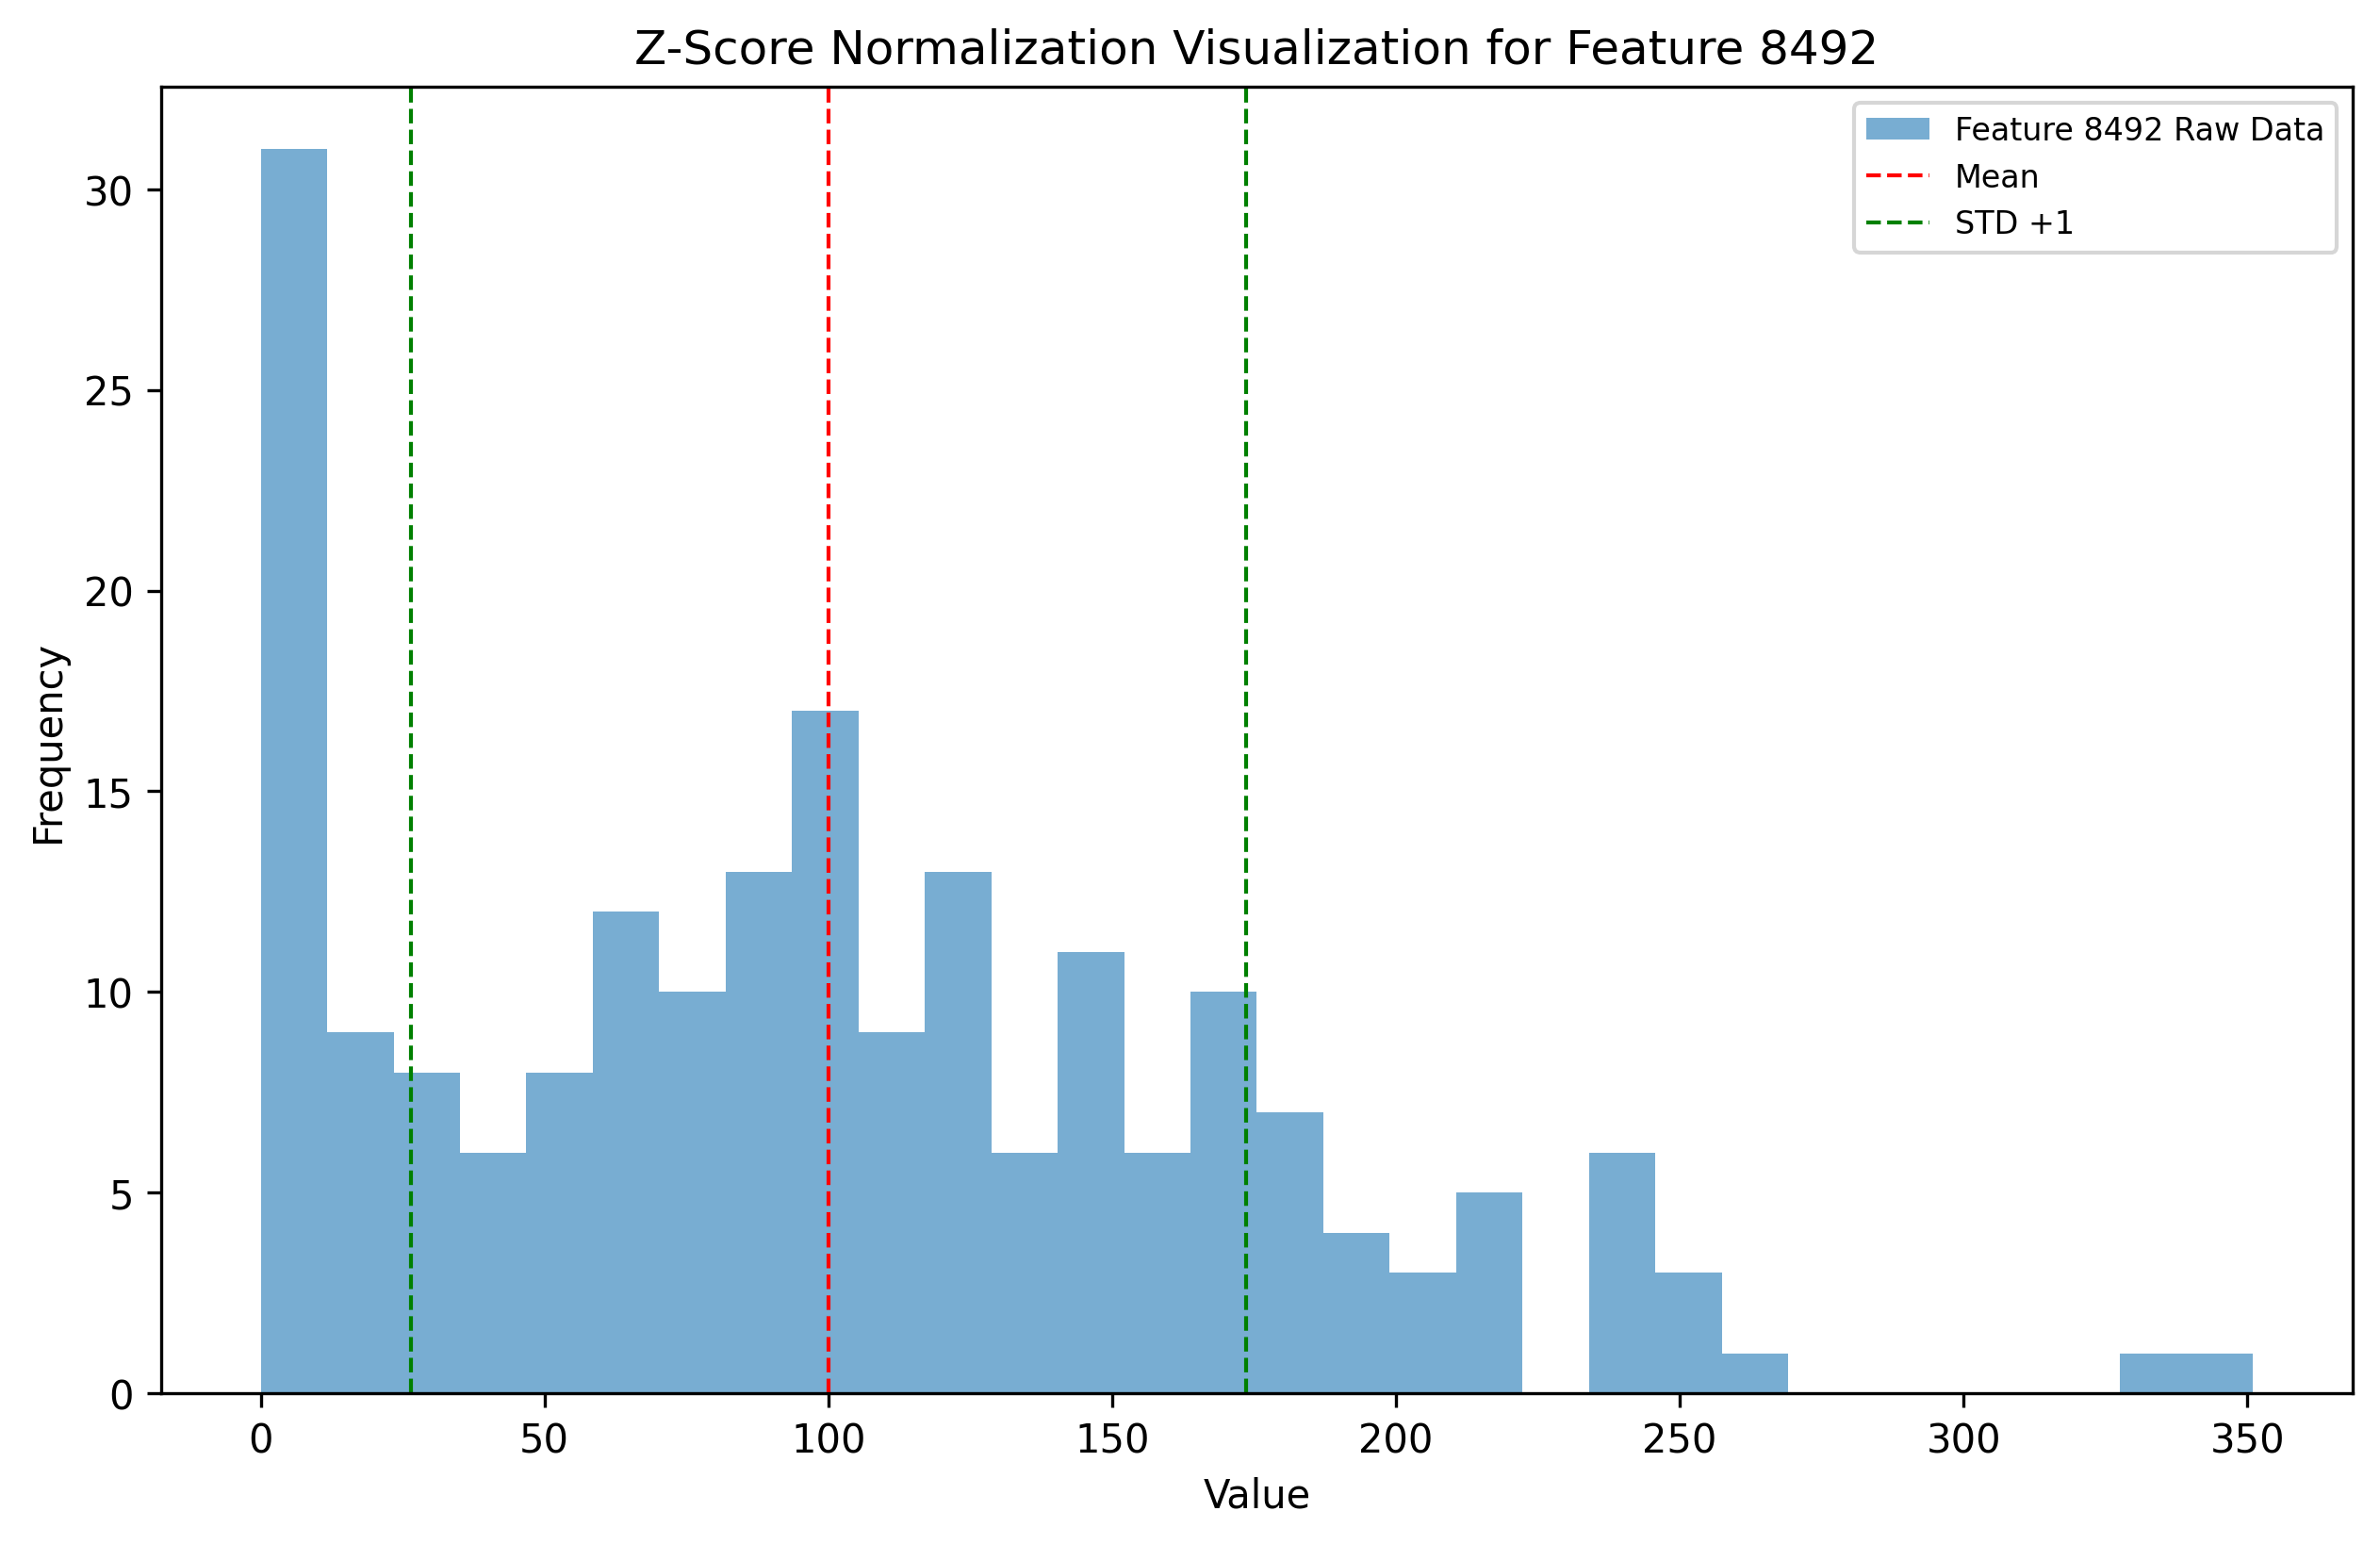 Z-Score Normalization Visualization for Feature 8492
Feature 8492 Raw Data
Mean
STD +1
30
25
20
15
10
5
0
Frequency
0 50 100 150 200 250 300 350
Value